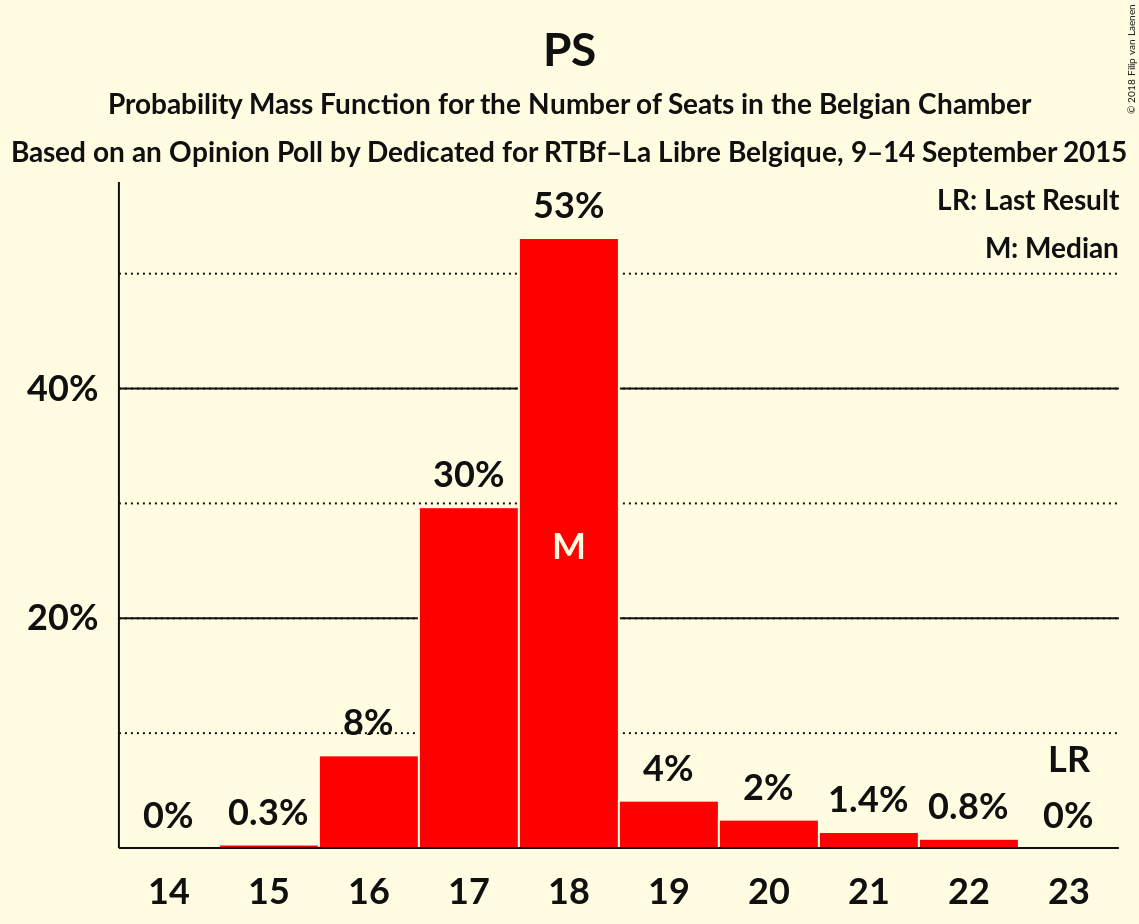 © 2018 Filip van Laenen
PS
Probability Mass Function for the Number of Seats in the Belgian Chamber
Based on an Opinion Poll by Dedicated for RTBf–La Libre Belgique, 9–14 September 2015
LR: Last Result
M: Median
53%
40%
30%
M
20%
8%
4%
LR
0%
0.3%
2%
1.4%
0.8%
0%
14 15 16 17 18 19 20 21 22 23